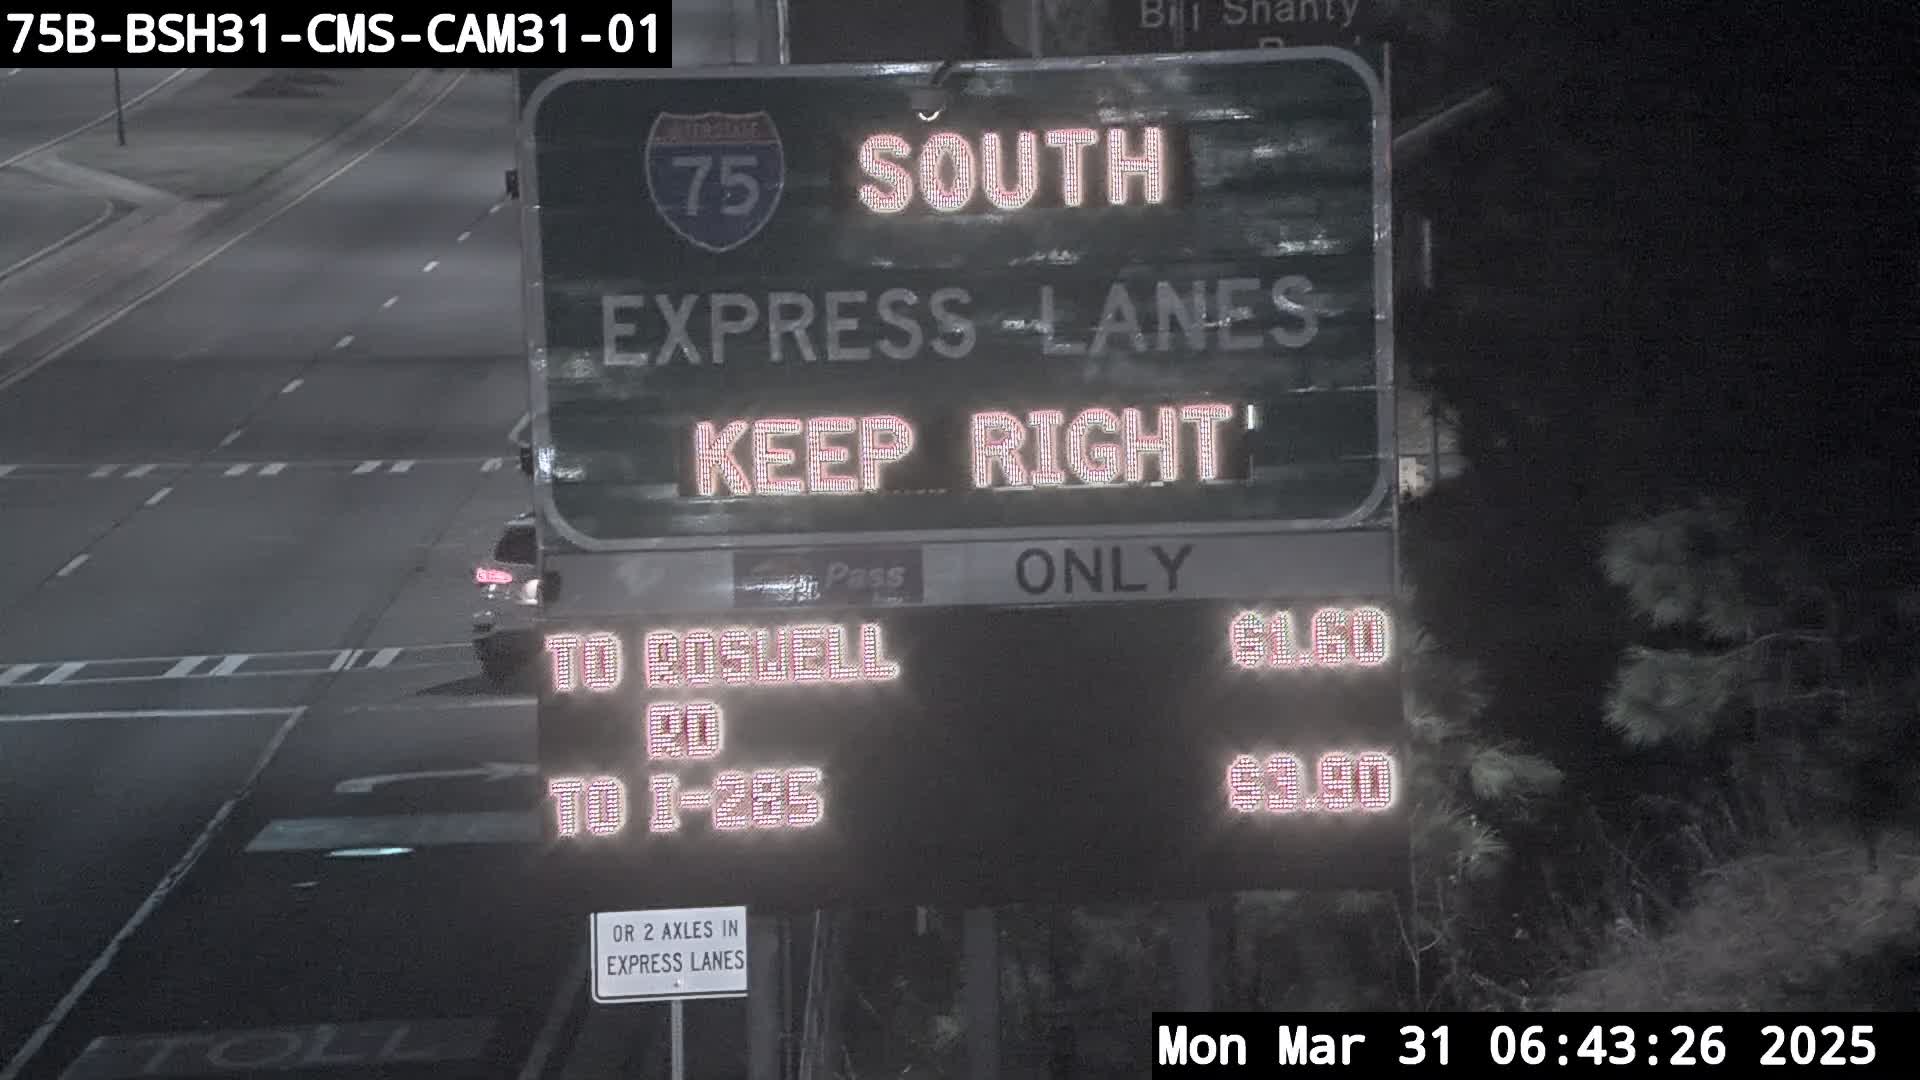 75B-BSH31-CMS-CAM31-01
Bill Shanty
INTERSTATE
75
SOUTH
EXPRESS LANES
KEEP RIGHT
Pass
ONLY
TO ROSWELL $1.60
RD
TO I-285 $3.90
OR 2 AXLES IN
EXPRESS LANES
TOLL
Mon Mar 31 06:43:26 2025